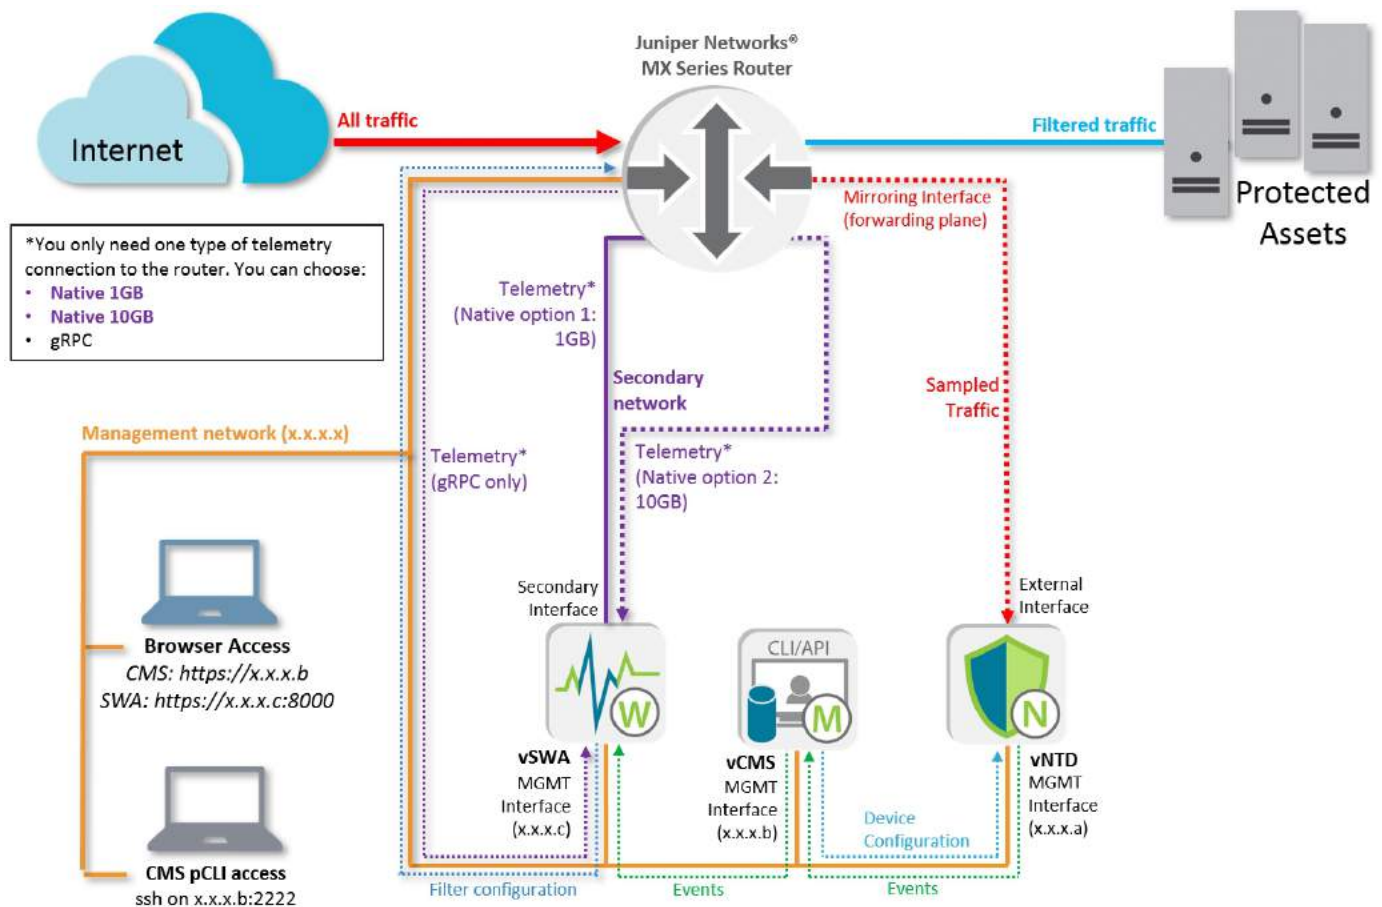 Juniper Networks®
MX Series Router
Internet
All traffic
Filtered traffic
Protected
Assets
Mirroring Interface
(forwarding plane)
*You only need one type of telemetry
connection to the router. You can choose:
• Native 1GB
• Native 10GB
• gRPC
Telemetry*
(Native option 1:
1GB)
Secondary
network
Sampled
Traffic
Management network (x.x.x.x)
Telemetry*
(gRPC only)
Telemetry*
(Native option 2:
10GB)
Secondary
Interface
External
Interface
Browser Access
CMS: https://x.x.x.b
SWA: https://x.x.x.c:8000
W
CLI/API
M
N
vSWA
MGMT
Interface
(x.x.x.c)
vCMS
MGMT
Interface
(x.x.x.b)
Device
Configuration
vNTD
MGMT
Interface
(x.x.x.a)
CMS pCLI access
ssh on x.x.x.b:2222
Filter configuration
Events
Events